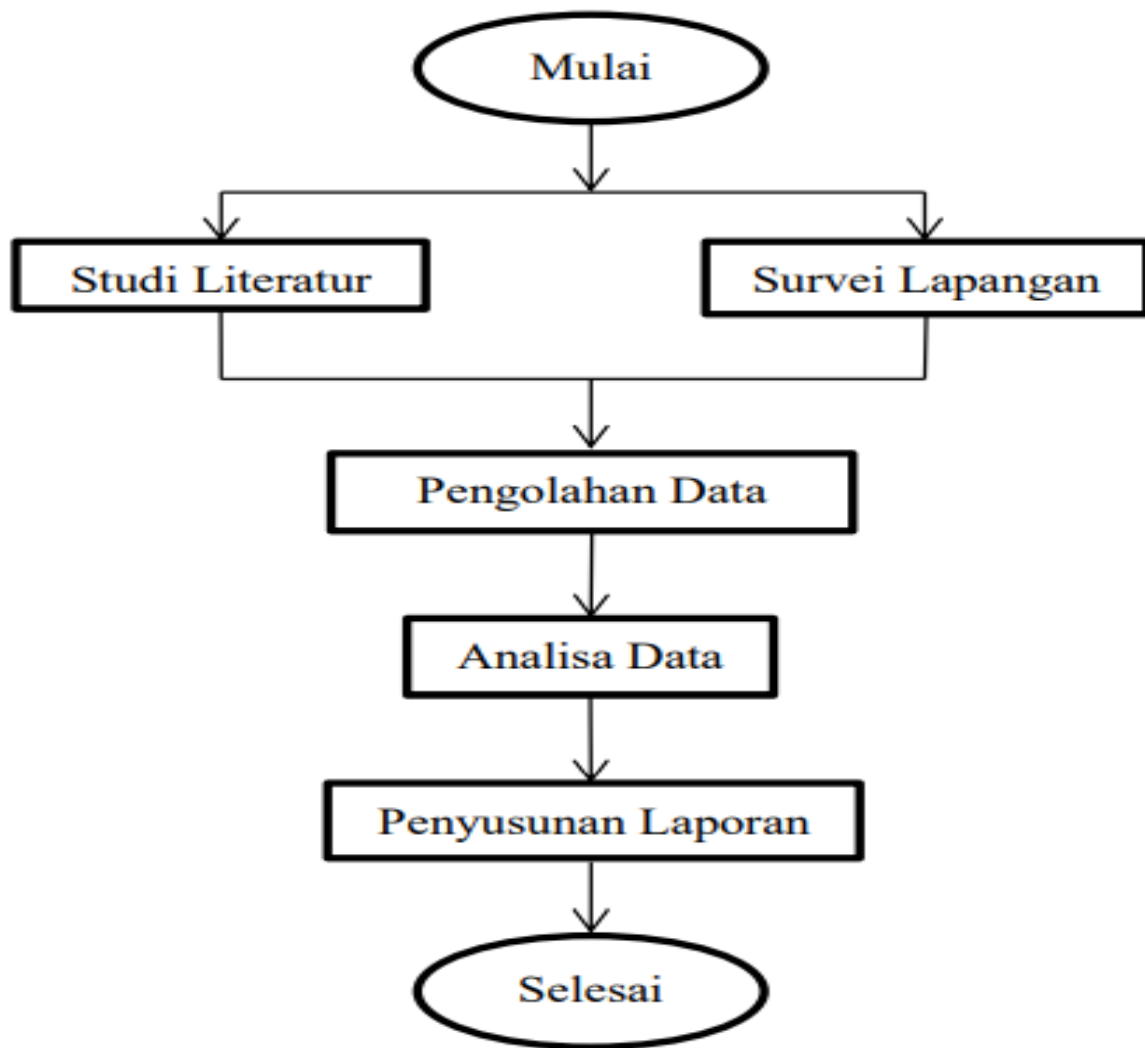 Mulai
Studi Literatur
Survei Lapangan
Pengolahan Data
Analisa Data
Penyusunan Laporan
Selesai